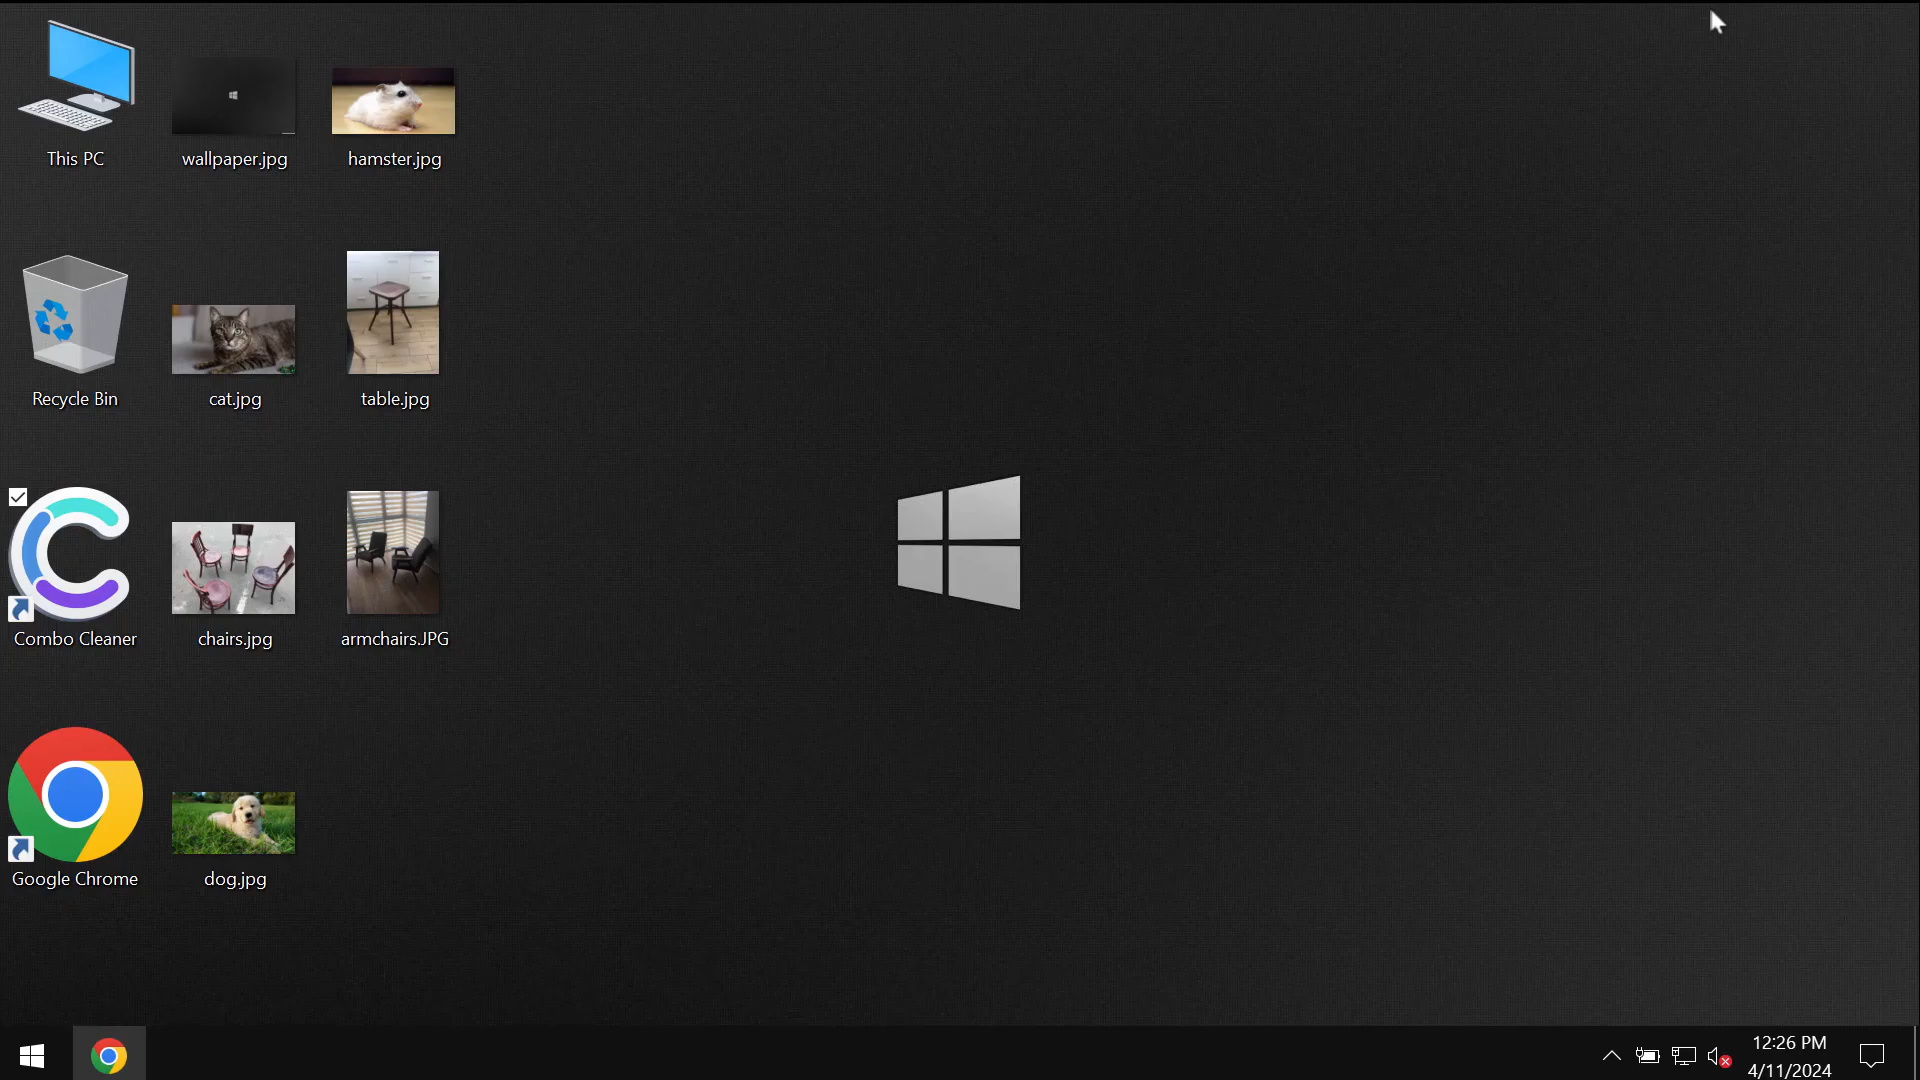 This PC
wallpaper.jpg
hamster.jpg
Recycle Bin
cat.jpg
table.jpg
Combo Cleaner
chairs.jpg
armchairs.JPG
Google Chrome
dog.jpg
12:26 PM
4/11/2024